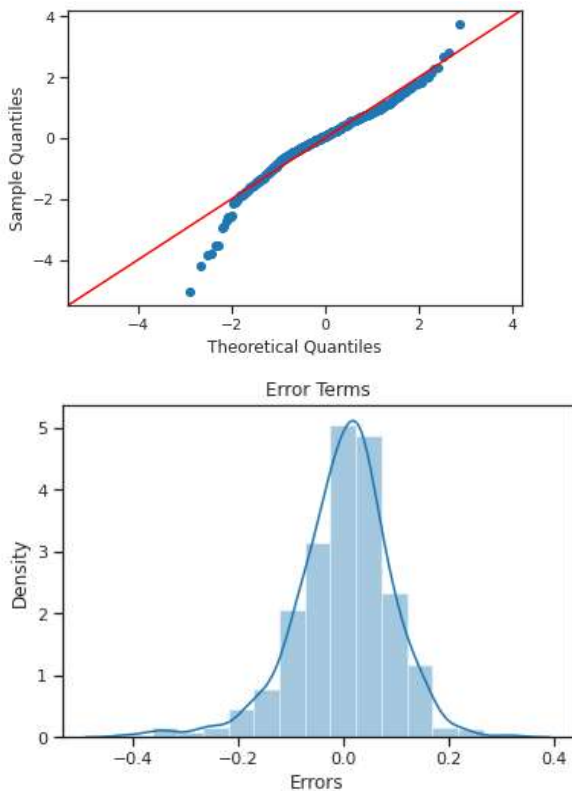 4
2
0
−2
−4
Sample Quantiles
−4 −2 0 2 4
Theoretical Quantiles
Error Terms
5
4
3
2
1
0
Density
−0.4 −0.2 0.0 0.2 0.4
Errors